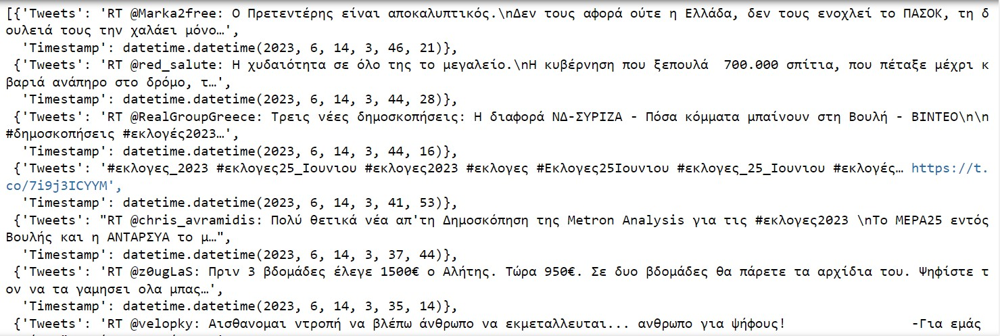 [{'Tweets': 'RT @Marka2free: Ο Πρετεντέρης είναι αποκαλυπτικός.\nΔεν τους αφορά ούτε η Ελλάδα, δεν τους ενοχλεί το ΠΑΣΟΚ, τη δ
ουλειά τους την χαλάει μόνο…',
'Timestamp': datetime.datetime(2023, 6, 14, 3, 46, 21)},
{'Tweets': 'RT @red_salute: Η χυδαιότητα σε όλο της το μεγαλείο.\nΗ κυβέρνηση που ξεπουλά  700.000 σπίτια, που πέταξε μέχρι κ
βαριά ανάπηρο στο δρόμο, τ…',
'Timestamp': datetime.datetime(2023, 6, 14, 3, 44, 28)},
{'Tweets': 'RT @RealGroupGreece: Τρεις νέες δημοσκοπήσεις: Η διαφορά ΝΔ-ΣΥΡΙΖΑ - Πόσα κόμματα μπαίνουν στη Βουλή - ΒΙΝΤΕΟ\n\n
#δημοσκοπήσεις #εκλογές2023…',
'Timestamp': datetime.datetime(2023, 6, 14, 3, 44, 16)},
{'Tweets': '#εκλογες_2023 #εκλογες25_Ιουνιου #εκλογες2023 #εκλογες #Εκλογες25Ιουνιου #εκλογες_25_Ιουνιου #εκλογές… https://t.
co/7i9j3ICYYM',
'Timestamp': datetime.datetime(2023, 6, 14, 3, 41, 53)},
{'Tweets': "RT @chris_avramidis: Πολύ θετικά νέα απ'τη Δημοσκόπηση της Metron Analysis για τις #εκλογες2023 \nΤο ΜΕΡΑ25 εντός
Βουλής και η ΑΝΤΑΡΣΥΑ το μ…",
'Timestamp': datetime.datetime(2023, 6, 14, 3, 37, 44)},
{'Tweets': 'RT @z0ugLaS: Πριν 3 βδομάδες έλεγε 1500€ ο Αλήτης. Τώρα 950€. Σε δυο βδομάδες θα πάρετε τα αρχίδια του. Ψηφίστε τ
ον να τα γαμησει ολα μπας…',
'Timestamp': datetime.datetime(2023, 6, 14, 3, 35, 14)},
{'Tweets': 'RT @velopky: Αισθανομαι ντροπή να βλέπω άνθρωπο να εκμεταλλευται... ανθρωπο για ψήφους!                -Για εμάς